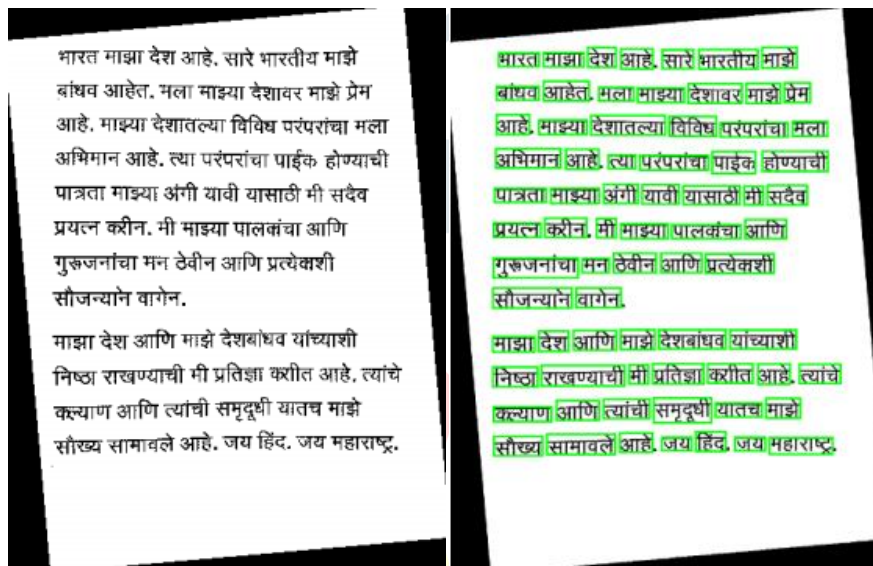 भारत माझा देश आहे. सारे भारतीय माझे
बांधव आहेत. मला माझ्या देशावर माझे प्रेम
आहे. माझ्या देशातल्या विविध परंपरांचा मला
अभिमान आहे. त्या परंपरांचा पाईक होण्याची
पात्रता माझ्या अंगी यावी यासाठी मी सदैव
प्रयत्न करीन. मी माझ्या पालकंचा आणि
गुरूजनांचा मन ठेवीन आणि प्रत्येकशी
सौजन्याने वागेन.
माझा देश आणि माझे देशबांधव यांच्याशी
निष्ठा राखण्याची मी प्रतिज्ञा करीत आहे. त्यांचे
कल्याण आणि त्यांची समृदूधी यातच माझे
सौख्य सामावले आहे. जय हिंद. जय महाराष्ट्र.
भारत माझा देश आहे. सारे भारतीय माझे
बांधव आहेत. मला माझ्या देशावर माझे प्रेम
आहे. माझ्या देशातल्या विविध परंपरांचा मला
अभिमान आहे. त्या परंपरांचा पाईक होण्याची
पात्रता माझ्या अंगी यावी यासाठी मी सदैव
प्रयत्न करीन. मी माझ्या पालकंचा आणि
गुरूजनांचा मन ठेवीन आणि प्रत्येकशी
सौजन्याने वागेन.
माझा देश आणि माझे देशबांधव यांच्याशी
निष्ठा राखण्याची मी प्रतिज्ञा करीत आहे. त्यांचे
कल्याण आणि त्यांची समृदूधी यातच माझे
सौख्य सामावले आहे. जय हिंद. जय महाराष्ट्र.